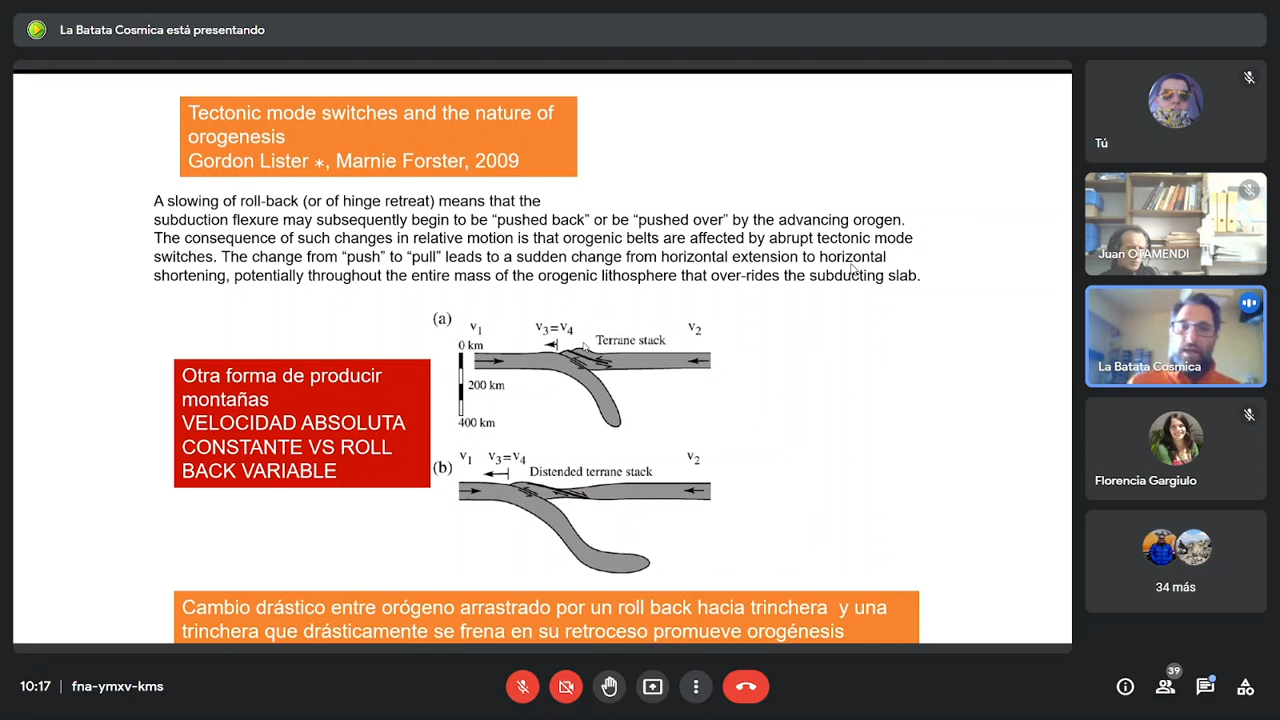 La Batata Cosmica está presentando
Tectonic mode switches and the nature of
orogenesis
Gordon Lister ∗, Marnie Forster, 2009
A slowing of roll-back (or of hinge retreat) means that the
subduction flexure may subsequently begin to be “pushed back” or be “pushed over” by the advancing orogen.
The consequence of such changes in relative motion is that orogenic belts are affected by abrupt tectonic mode
switches. The change from “push” to “pull” leads to a sudden change from horizontal extension to horizontal
shortening, potentially throughout the entire mass of the orogenic lithosphere that over-rides the subducting slab.
(a)
v1
v3=v4
v2
Terrane stack
0 km
200 km
400 km
Otra forma de producir
montañas
VELOCIDAD ABSOLUTA
CONSTANTE VS ROLL
BACK VARIABLE
(b)
v1
v3=v4
v2
Distended terrane stack
Cambio drástico entre orógeno arrastrado por un roll back hacia trinchera y una
trinchera que drásticamente se frena en su retroceso promueve orogénesis
Tú
Juan OTAMENDI
La Batata Cosmica
Florencia Gargiulo
34 más
10:17 | fna-ymxv-kms
39